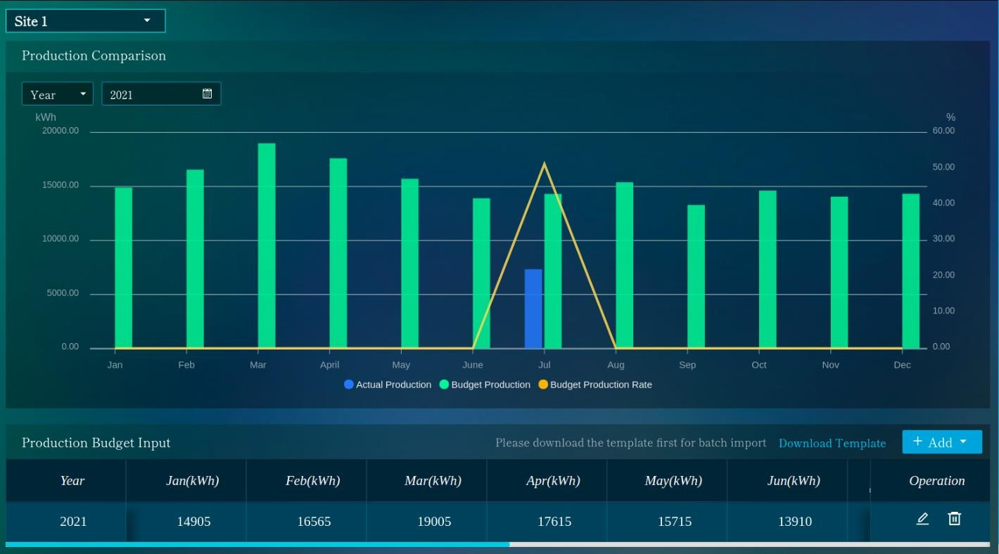 Site 1
Production Comparison
Year 2021
kWh %
20000.00 60.00
50.00
15000.00
40.00
10000.00 30.00
20.00
5000.00
10.00
0.00 0.00
Jan Feb Mar April May June Jul Aug Sep Oct Nov Dec
Actual Production Budget Production Budget Production Rate
Production Budget Input Please download the template first for batch import Download Template + Add
Year Jan(kWh) Feb(kWh) Mar(kWh) Apr(kWh) May(kWh) Jun(kWh) Operation
2021 14905 16565 19005 17615 15715 13910